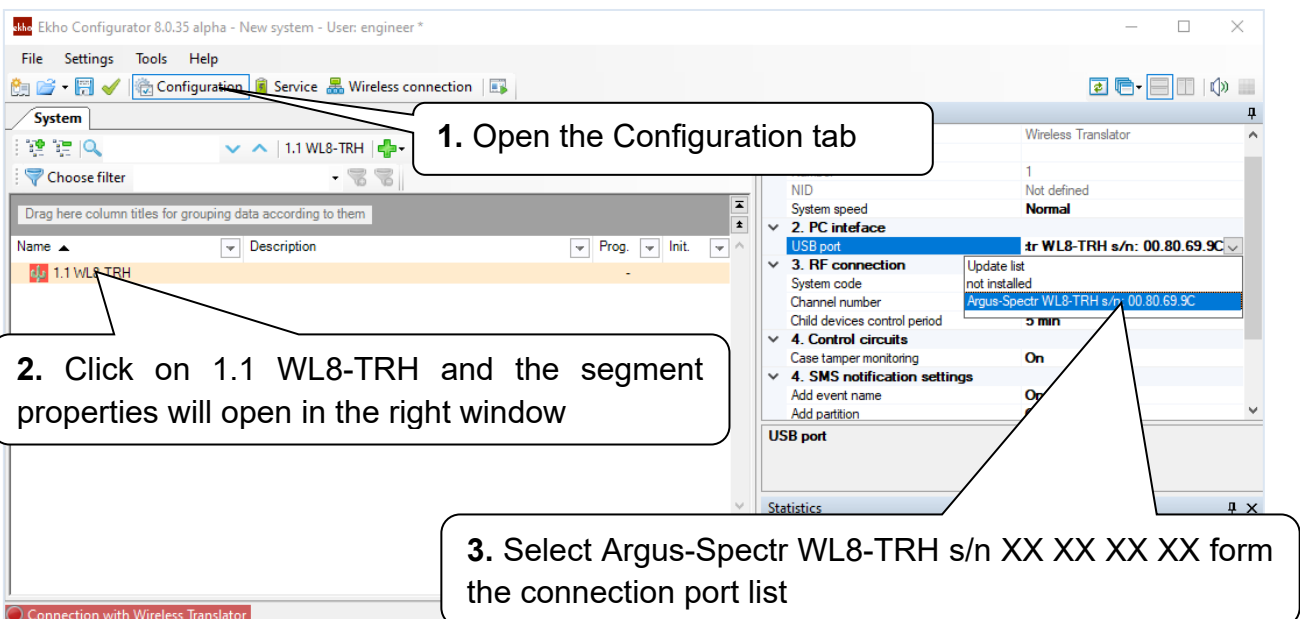 ekho Ekho Configurator 8.0.35 alpha - New system - User: engineer *
File Settings Tools Help
Configuration Service Wireless connection
System
1. Open the Configuration tab
Wireless Translator
1.1 WL8-TRH
1
Choose filter
NID Not defined
Drag here column titles for grouping data according to them
System speed Normal
2. PC inteface
Name Description Prog. Init.
USB port tr WL8-TRH s/n: 00.80.69.9C
1.1 WL8-TRH -
3. RF connection
Update list
System code
not installed
Channel number
Argus-Spectr WL8-TRH s/n: 00.80.69.9C
Child devices control period 5 min
4. Control circuits
Case tamper monitoring On
4. SMS notification settings
Add event name On
Add partition
2. Click on 1.1 WL8-TRH and the segment
properties will open in the right window
USB port
Statistics
3. Select Argus-Spectr WL8-TRH s/n XX XX XX XX form
the connection port list
Connection with Wireless Translator